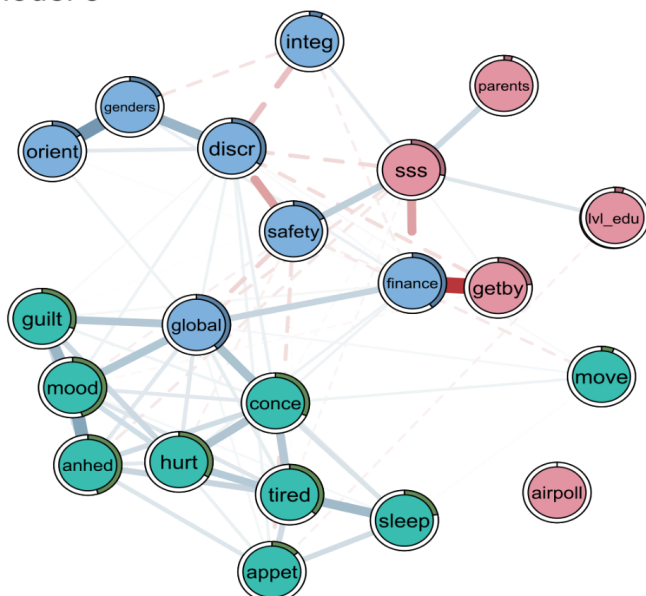 integ
parents
genders
orient
discr
sss
lvl_edu
safety
finance
getby
guilt
global
mood
conce
move
anhed
hurt
tired
airpoll
sleep
appet